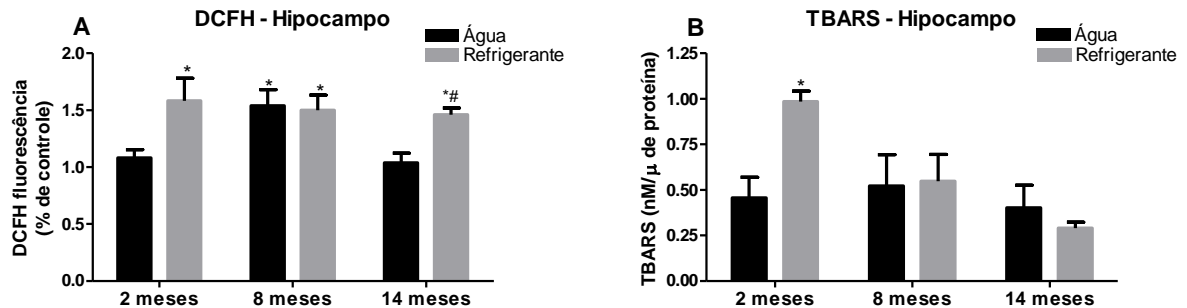 A
DCFH - Hipocampo
Água
Refrigerante
DCFH fluorescência
(% de controle)
2.0
1.5
1.0
0.5
0.0
*
*
*
*#
2 meses
8 meses
14 meses
B
TBARS - Hipocampo
Água
Refrigerante
TBARS (nM/μ de proteína)
1.25
1.00
0.75
0.50
0.25
0.00
*
2 meses
8 meses
14 meses